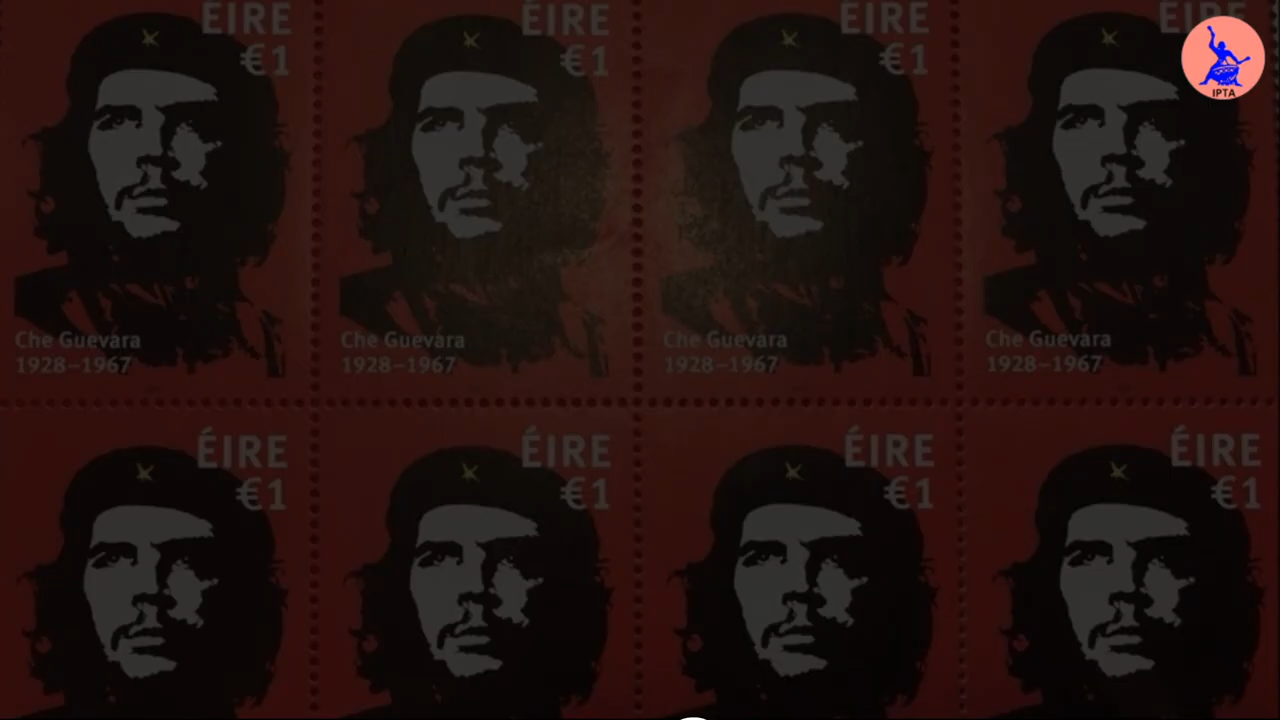 ÉIRE
€1
Che Guevara
1928–1967
ÉIRE
€1
Che Guevara
1928–1967
ÉIRE
€1
Che Guevara
1928–1967
ÉIRE
Che Guevara
1928–1967
IPTA
ÉIRE
€1
ÉIRE
€1
ÉIRE
€1
ÉIRE
€1